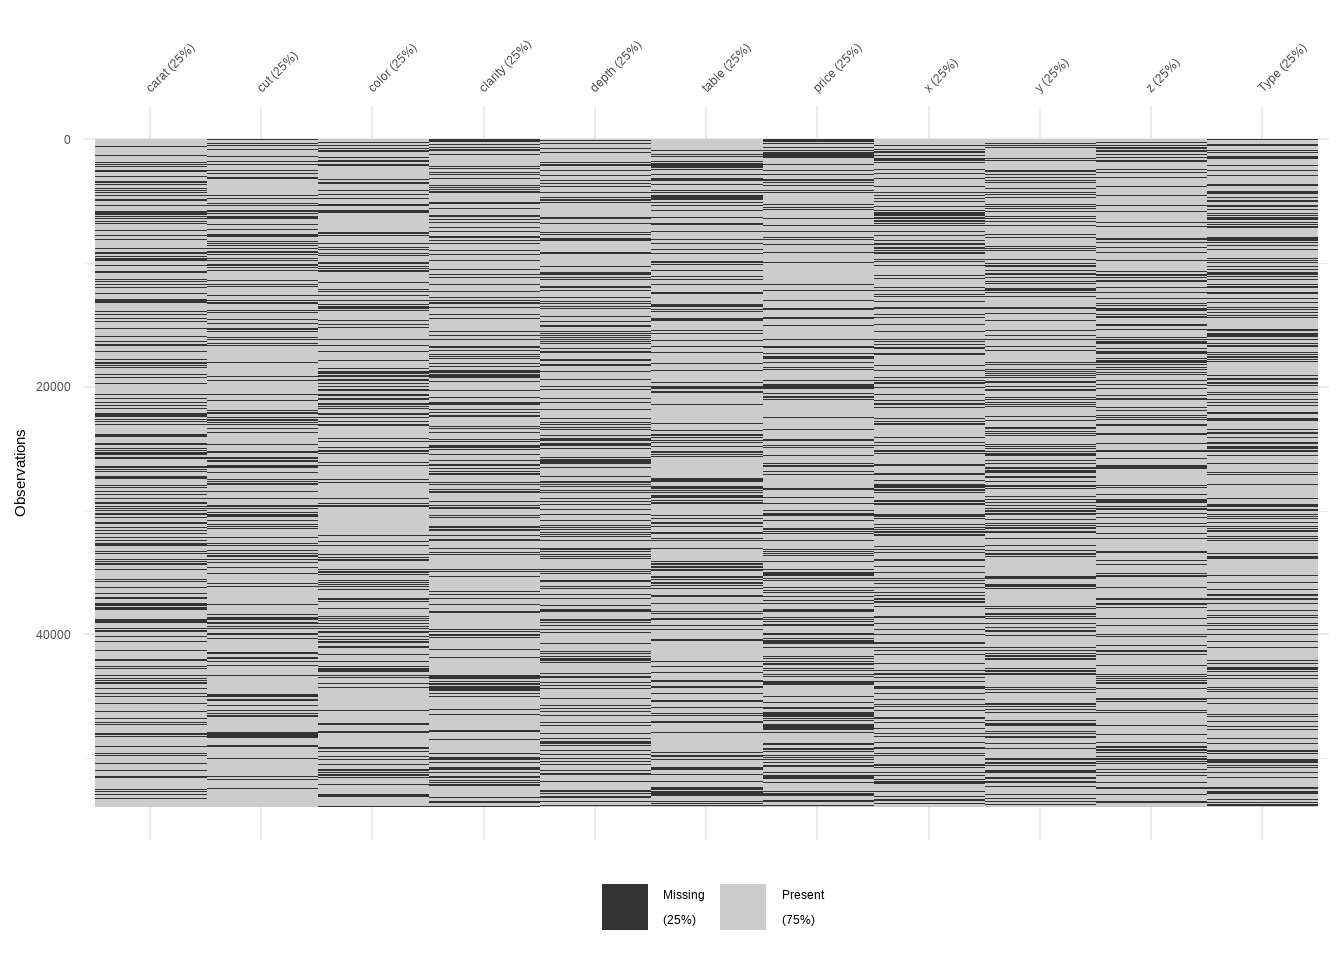 carat (25%)
cut (25%)
color (25%)
clarity (25%)
depth (25%)
table (25%)
price (25%)
x (25%)
y (25%)
z (25%)
Type (25%)
0
20000
40000
Observations
Missing
(25%)
Present
(75%)